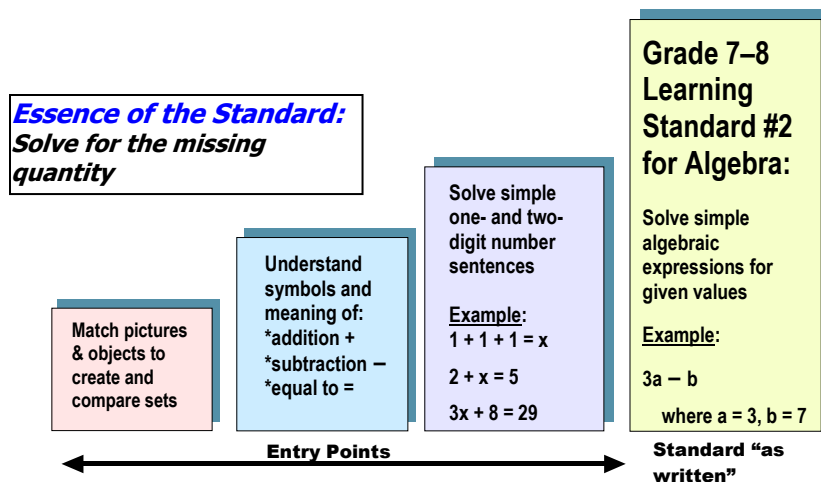 Essence of the Standard:
Solve for the missing
quantity
Match pictures
& objects to
create and
compare sets
Understand
symbols and
meaning of:
*addition +
*subtraction –
*equal to =
Solve simple
one- and two-
digit number
sentences
Example:
1 + 1 + 1 = x
2 + x = 5
3x + 8 = 29
Grade 7–8
Learning
Standard #2
for Algebra:
Solve simple
algebraic
expressions for
given values
Example:
3a – b
where a = 3, b = 7
Entry Points
Standard “as
written”